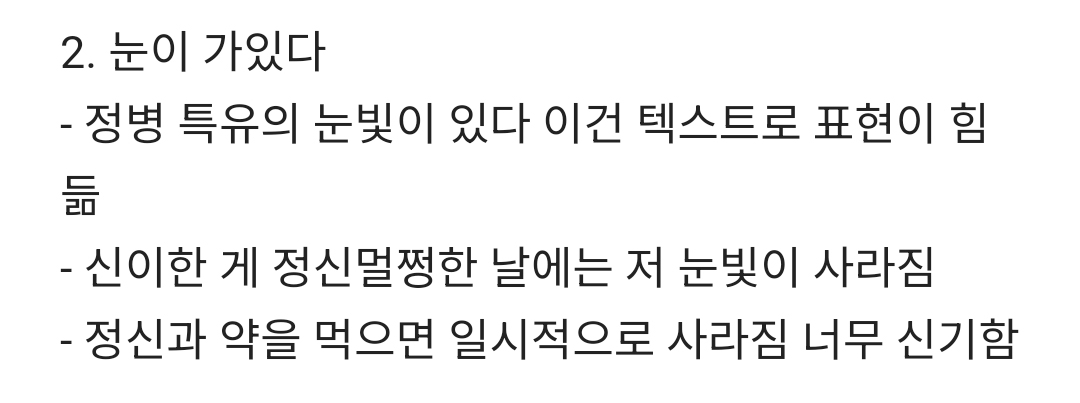 2. 눈이 가있다
- 정병 특유의 눈빛이 있다 이건 텍스트로 표현이 힘
듦
- 신이한 게 정신멀쩡한 날에는 저 눈빛이 사라짐
- 정신과 약을 먹으면 일시적으로 사라짐 너무 신기함